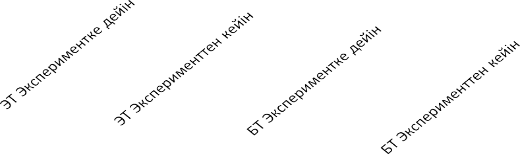 ЭТ Экспериментке дейін
ЭТ Эксперименттен кейін
БТ Экспериментке дейін
БТ Эксперименттен кейін